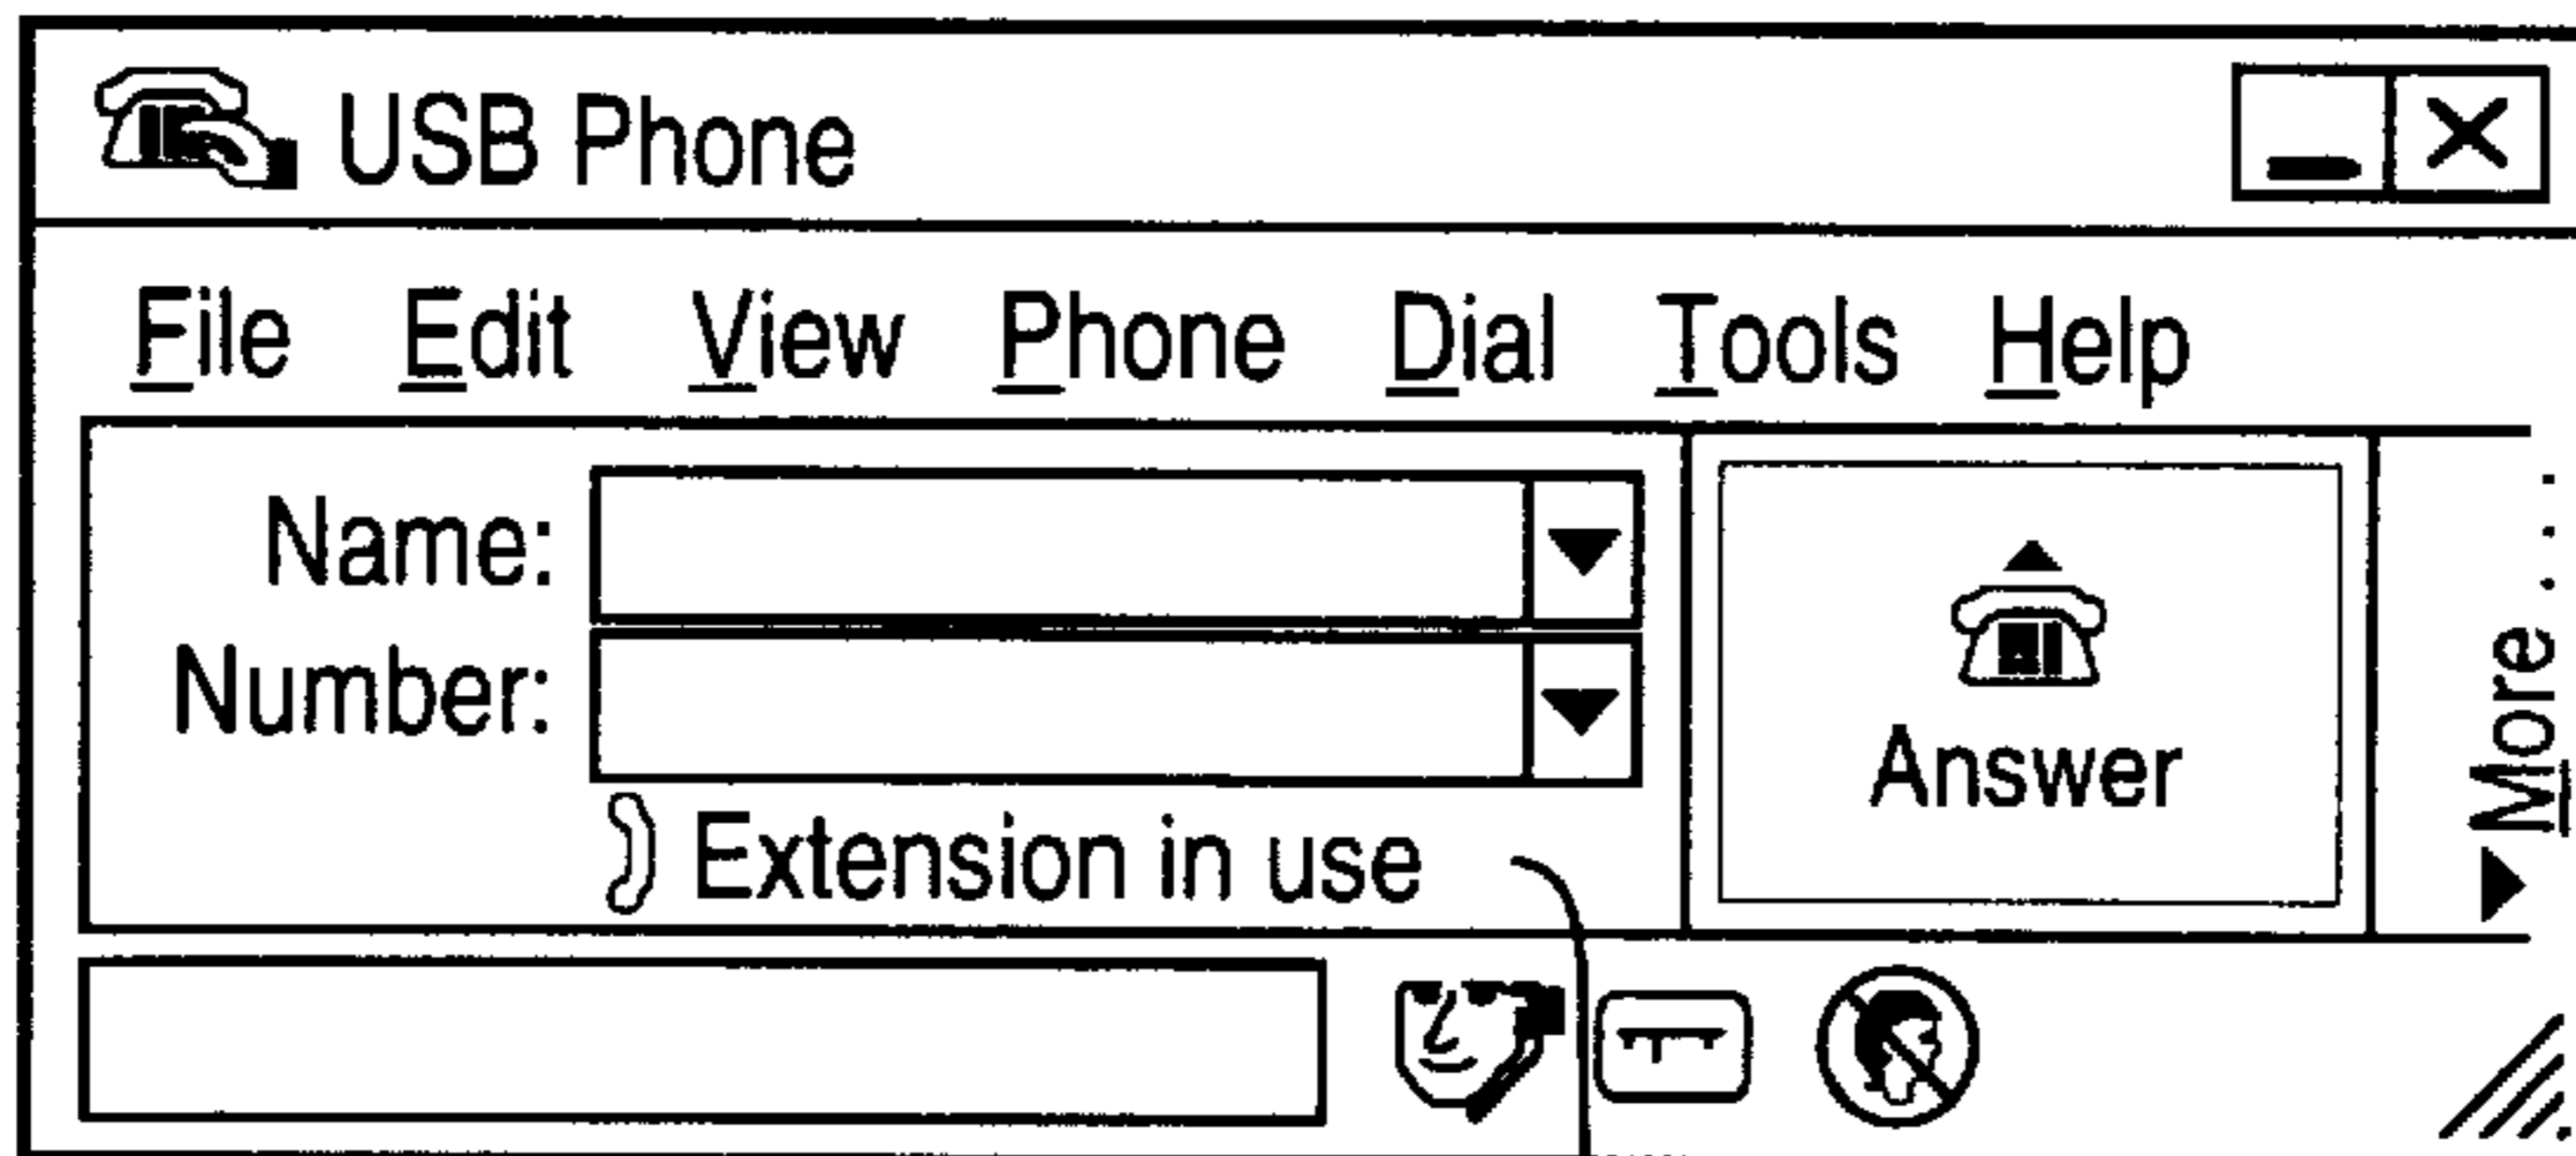 USB Phone
File Edit View Phone Dial Tools Help
Name:
Number:
Extension in use
Answer
More . . .